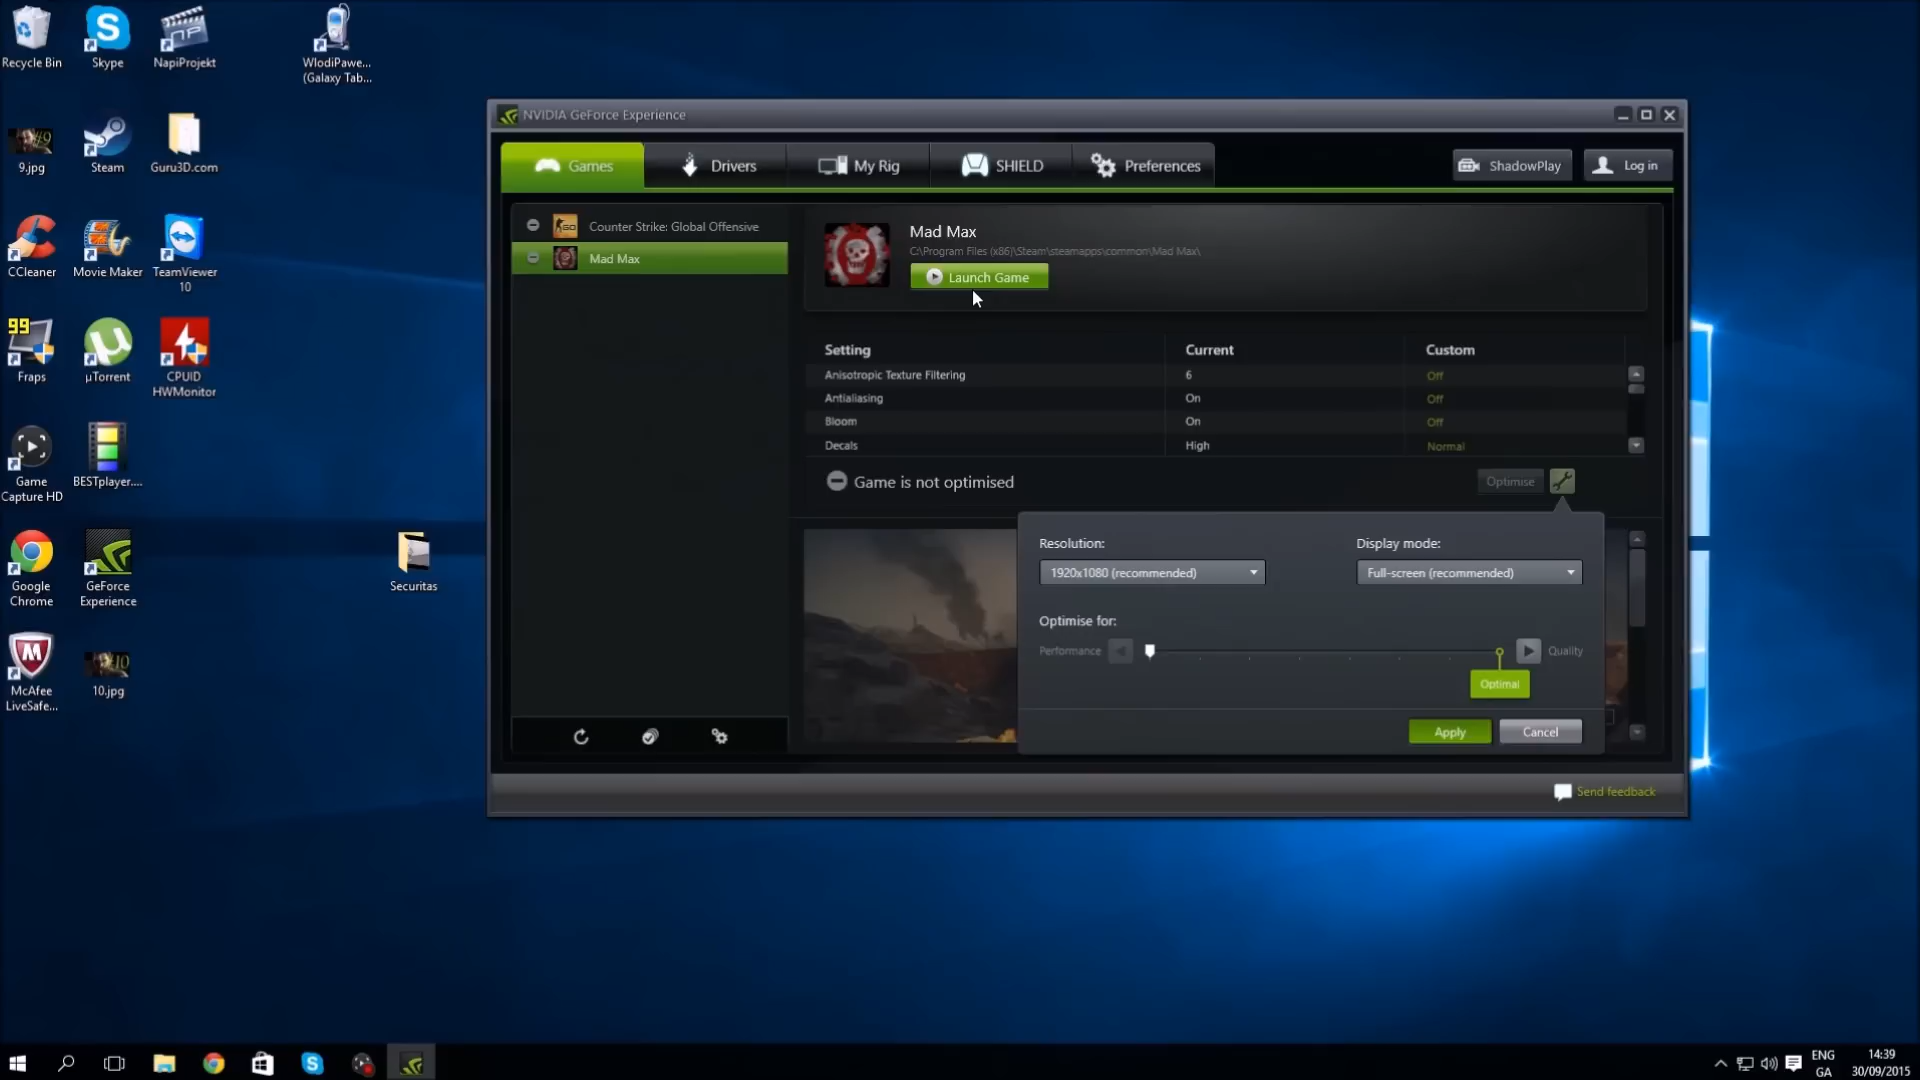 Recycle Bin
Skype
NapiProjekt
WlodiPawe...
(Galaxy Tab...
9.jpg
Steam
Guru3D.com
CCleaner
Movie Maker
TeamViewer
10
99
Fraps
µTorrent
CPUID
HWMonitor
Game
Capture HD
BESTplayer....
Google
Chrome
GeForce
Experience
Securitas
McAfee
LiveSafe...
10.jpg
NVIDIA GeForce Experience
Games
Drivers
My Rig
SHIELD
Preferences
ShadowPlay
Log in
Counter Strike: Global Offensive
Mad Max
Mad Max
C:\Program Files (x86)\Steam\steamapps\common\Mad Max\
Launch Game
Setting Current Custom
Anisotropic Texture Filtering 6 Off
Antialiasing On Off
Bloom On Off
Decals High Normal
Game is not optimised
Optimise
Resolution: Display mode:
1920x1080 (recommended) Full-screen (recommended)
Optimise for:
Performance Quality
Optimal
Apply Cancel
Send feedback
ENG
GA
14:39
30/09/2015